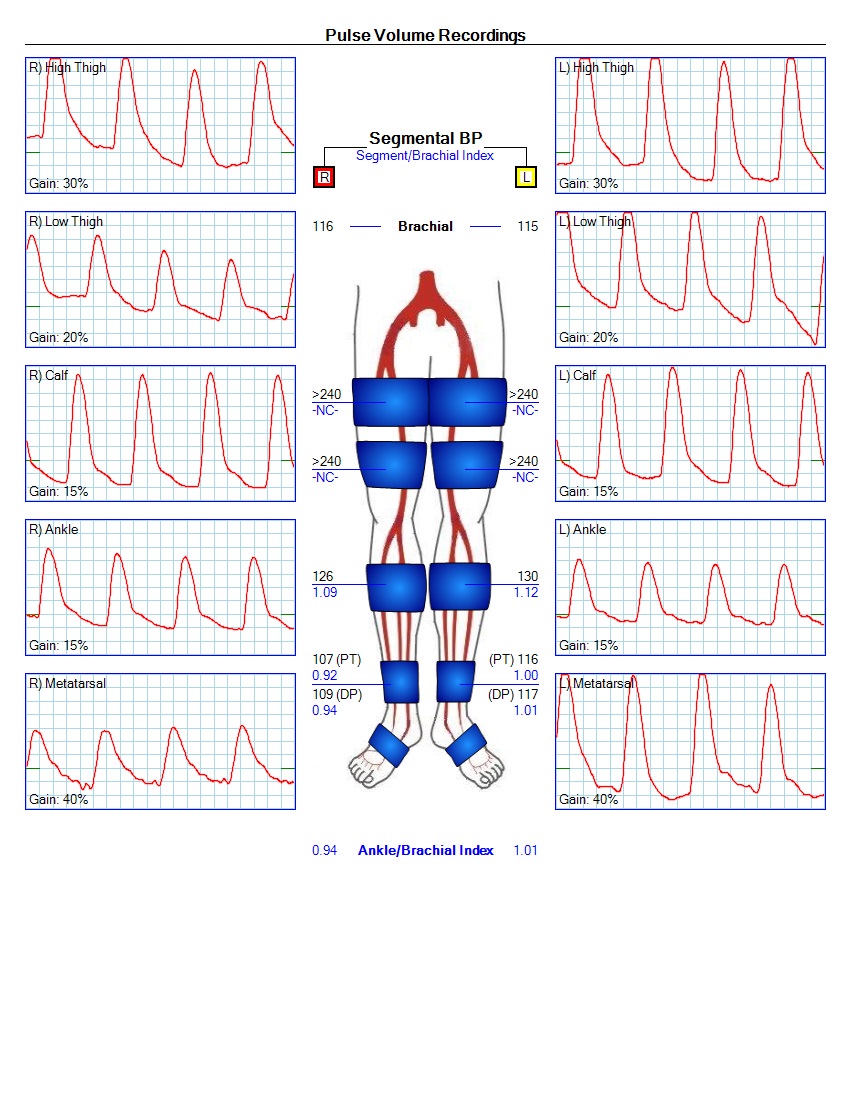 Pulse Volume Recordings
R) High Thigh
Gain: 30%
R) Low Thigh
Gain: 20%
R) Calf
Gain: 15%
R) Ankle
Gain: 15%
R) Metatarsal
Gain: 40%
Segmental BP
Segment/Brachial Index
R L
116 Brachial 115
>240 >240
-NC- -NC-
>240 >240
-NC- -NC-
126 130
1.09 1.12
107 (PT) (PT) 116
0.92 1.00
109 (DP) (DP) 117
0.94 1.01
0.94 Ankle/Brachial Index 1.01
L) High Thigh
Gain: 30%
L) Low Thigh
Gain: 20%
L) Calf
Gain: 15%
L) Ankle
Gain: 15%
L) Metatarsal
Gain: 40%